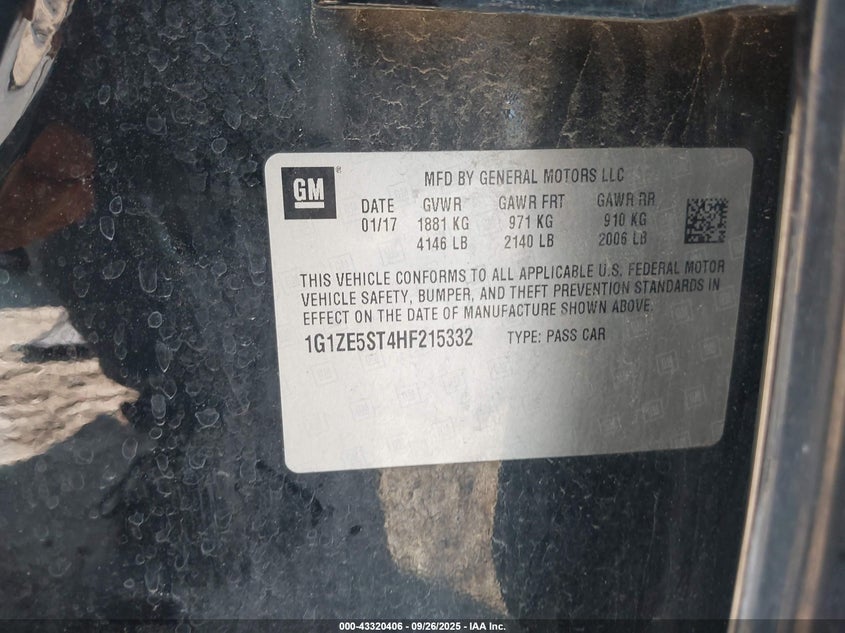 GM
MFD BY GENERAL MOTORS LLC
DATE GVWR GAWR FRT GAWR RR
01/17 1881 KG 971 KG 910 KG
4146 LB 2140 LB 2006 LB
THIS VEHICLE CONFORMS TO ALL APPLICABLE U.S. FEDERAL MOTOR
VEHICLE SAFETY, BUMPER, AND THEFT PREVENTION STANDARDS IN
EFFECT ON THE DATE OF MANUFACTURE SHOWN ABOVE.
1G1ZE5ST4HF215332 TYPE: PASS CAR
000-43320406 - 09/26/2025 - IAA Inc.